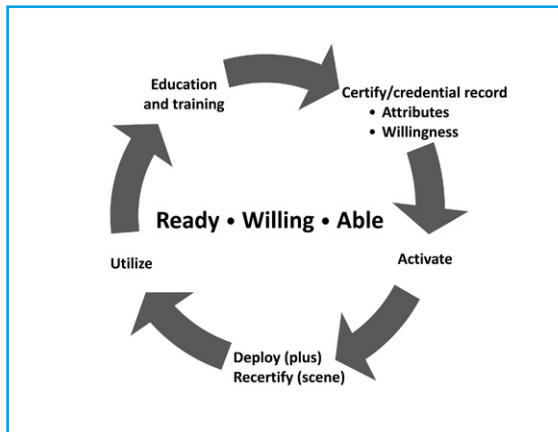 Education
and training
Certify/credential record
• Attributes
• Willingness
Ready • Willing • Able
Activate
Deploy (plus)
Recertify (scene)
Utilize